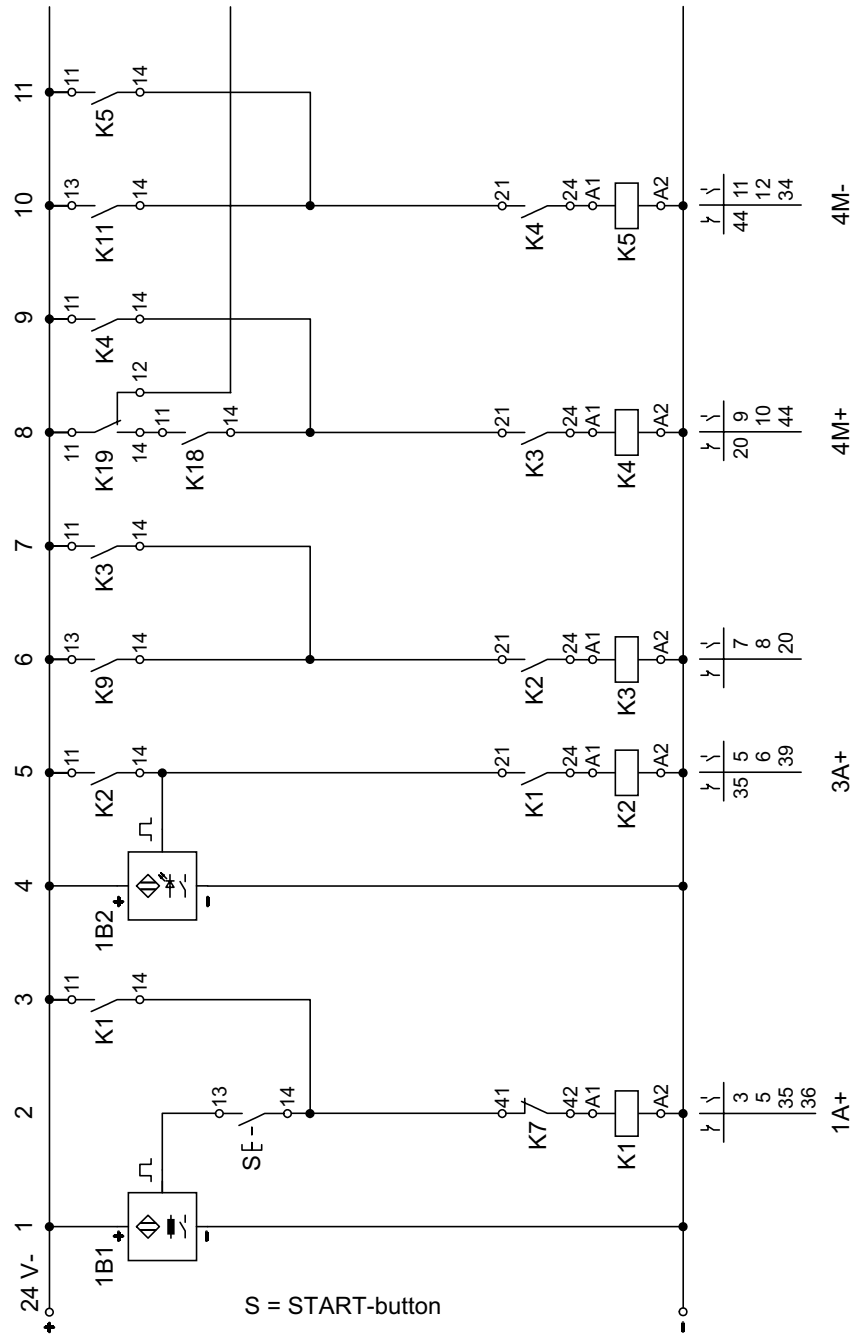 24 V-
+
-
1
2
3
4
5
6
7
8
9
10
11
1B1
+
-
S
13
14
K1
11
14
1B2
+
-
K2
11
14
K9
13
14
K3
11
14
K19
11
14
12
K18
11
14
K4
11
14
K11
13
14
K5
11
14
K7
41
42
K1
A1
A2
K1
21
24
K2
A1
A2
K2
21
24
K3
A1
A2
K3
21
24
K4
A1
A2
K4
21
24
K5
A1
A2
3
5
35
36
1A+
35
5
6
39
3A+
7
8
20
20
9
10
44
4M+
44
11
12
34
4M-
S = START-button